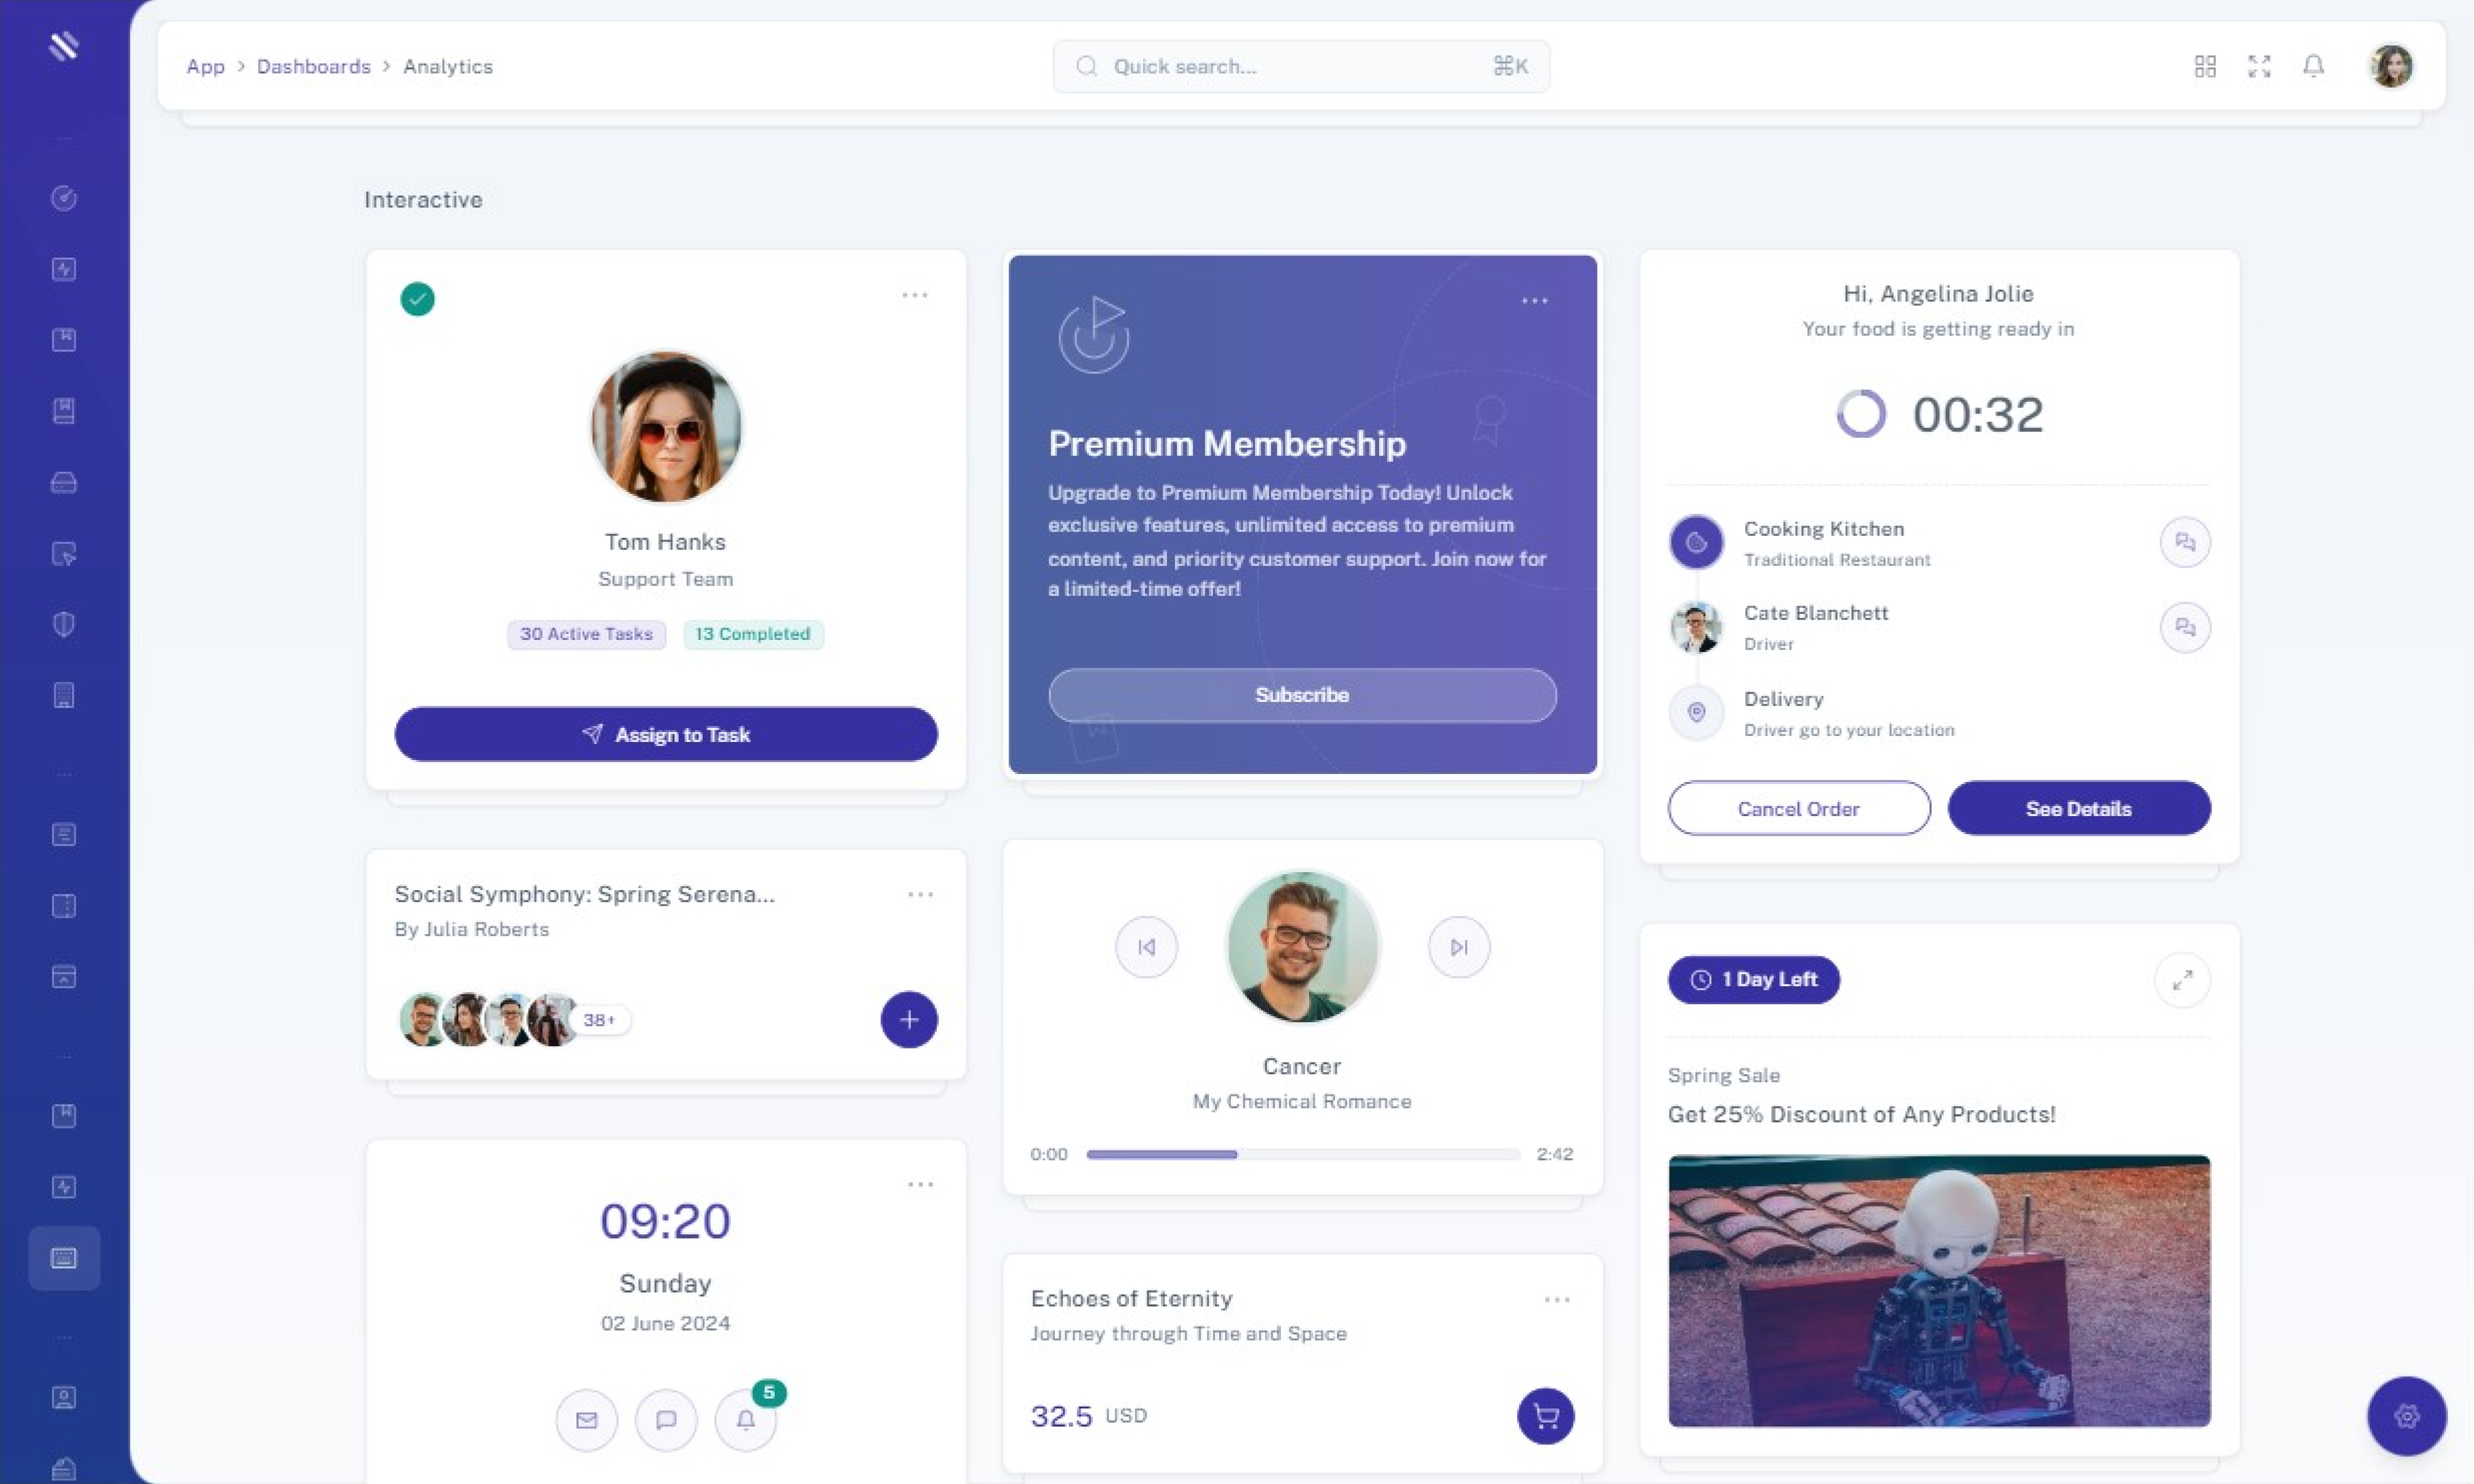 App > Dashboards > Analytics
Quick search...
⌘K
Interactive
Tom Hanks
Support Team
30 Active Tasks
13 Completed
Assign to Task
Premium Membership
Upgrade to Premium Membership Today! Unlock
exclusive features, unlimited access to premium
content, and priority customer support. Join now for
a limited-time offer!
Subscribe
Hi, Angelina Jolie
Your food is getting ready in
00:32
Cooking Kitchen
Traditional Restaurant
Cate Blanchett
Driver
Delivery
Driver go to your location
Cancel Order
See Details
Social Symphony: Spring Serena...
By Julia Roberts
38+
Cancer
My Chemical Romance
0:00
2:42
1 Day Left
Spring Sale
Get 25% Discount of Any Products!
09:20
Sunday
02 June 2024
5
Echoes of Eternity
Journey through Time and Space
32.5 USD